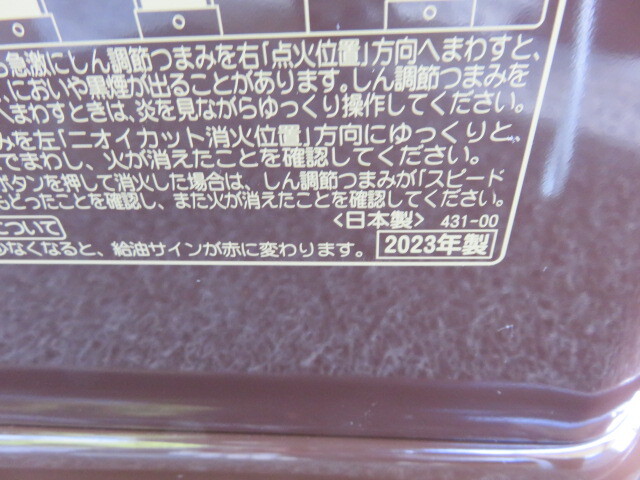 急激にしん調節つまみを右「点火位置」方向へまわすと、
においや黒煙が出ることがあります。しん調節つまみを
へまわすときは、炎を見ながらゆっくり操作してください。
みを左「ニオイカット消火位置」方向にゆっくりと、
でまわし、火が消えたことを確認してください。
ボタンを押して消火した場合は、しん調節つまみが「スピード
もどったことを確認し、また火が消えたことを確認してください。
<日本製> 431-00
について
のなくなると、給油サインが赤に変わります。 2023年製